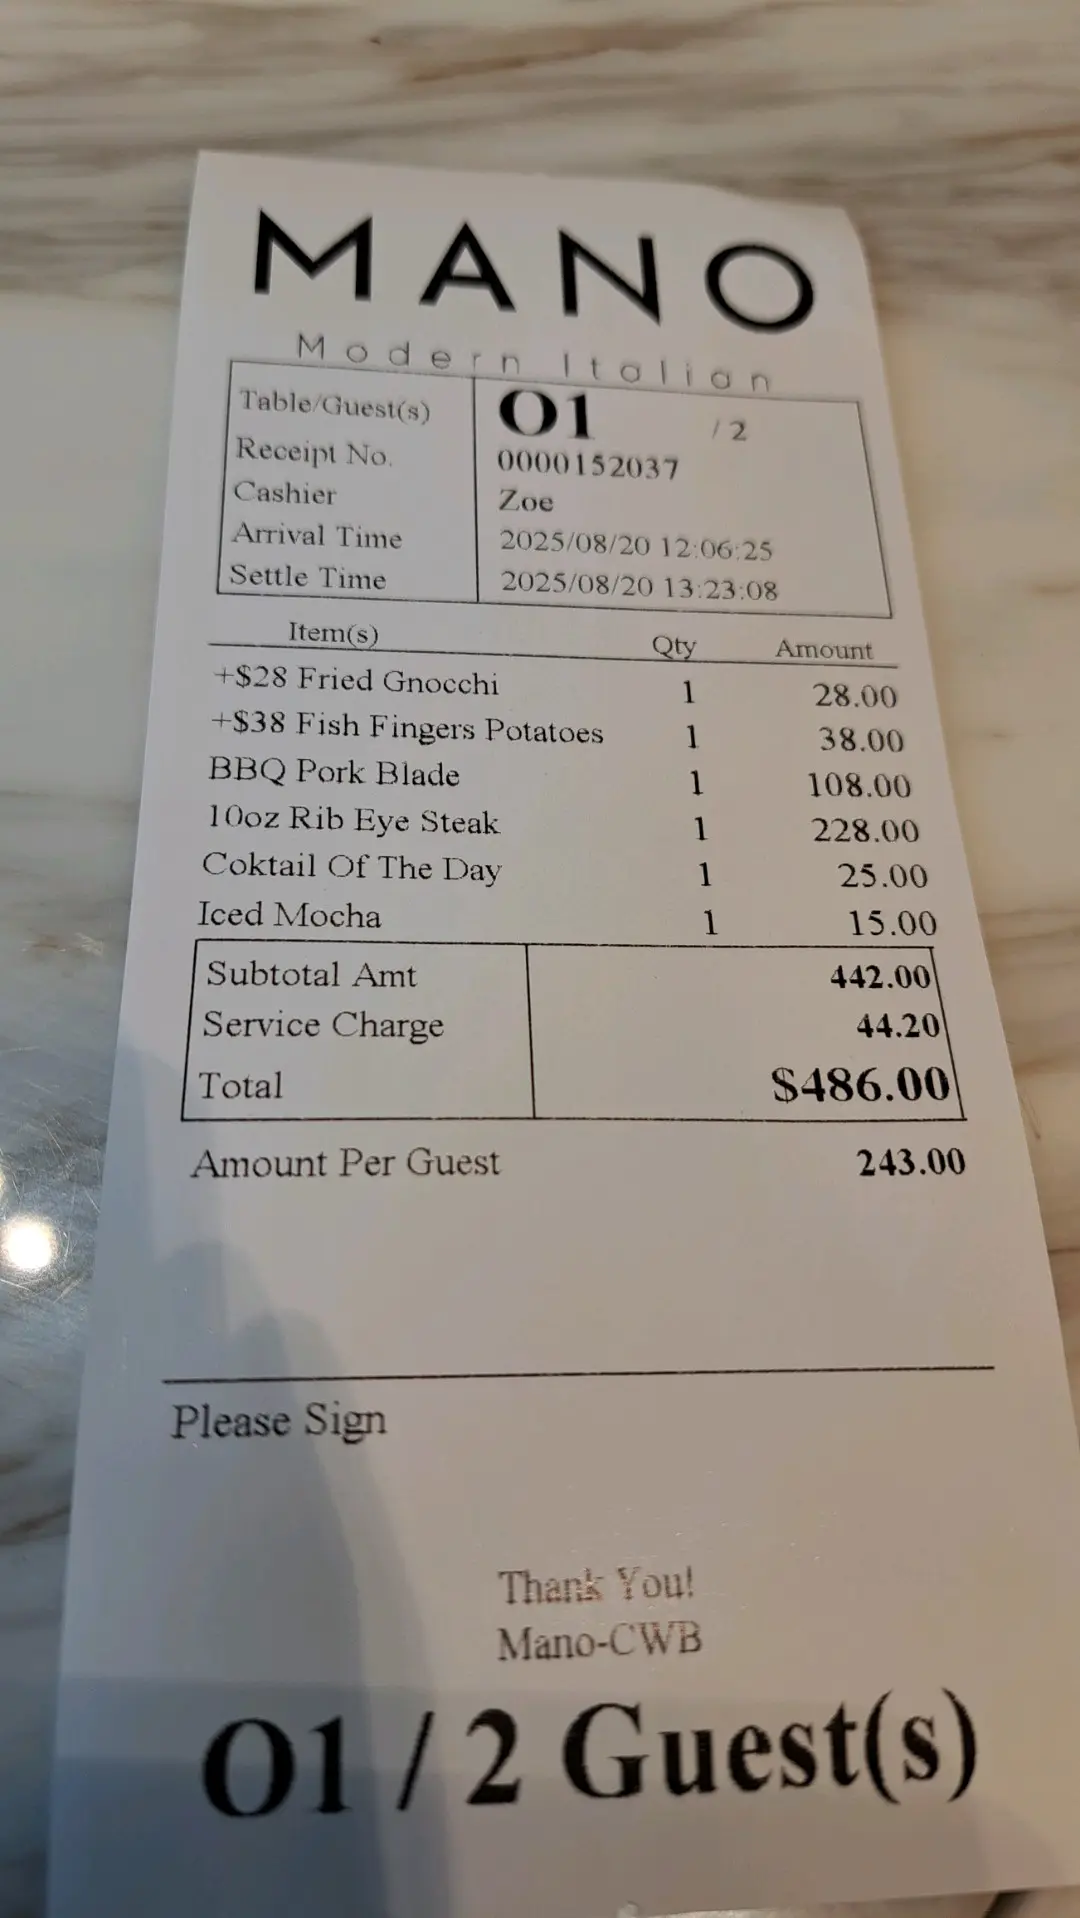 MANO
Modern Italian
Table/Guest(s) O1 / 2
Receipt No. 0000152037
Cashier Zoe
Arrival Time 2025/08/20 12:06:25
Settle Time 2025/08/20 13:23:08
Item(s) Qty Amount
+$28 Fried Gnocchi 1 28.00
+$38 Fish Fingers Potatoes 1 38.00
BBQ Pork Blade 1 108.00
10oz Rib Eye Steak 1 228.00
Coktail Of The Day 1 25.00
Iced Mocha 1 15.00
Subtotal Amt 442.00
Service Charge 44.20
Total $486.00
Amount Per Guest 243.00
Please Sign
Thank You!
Mano-CWB
O1 / 2 Guest(s)